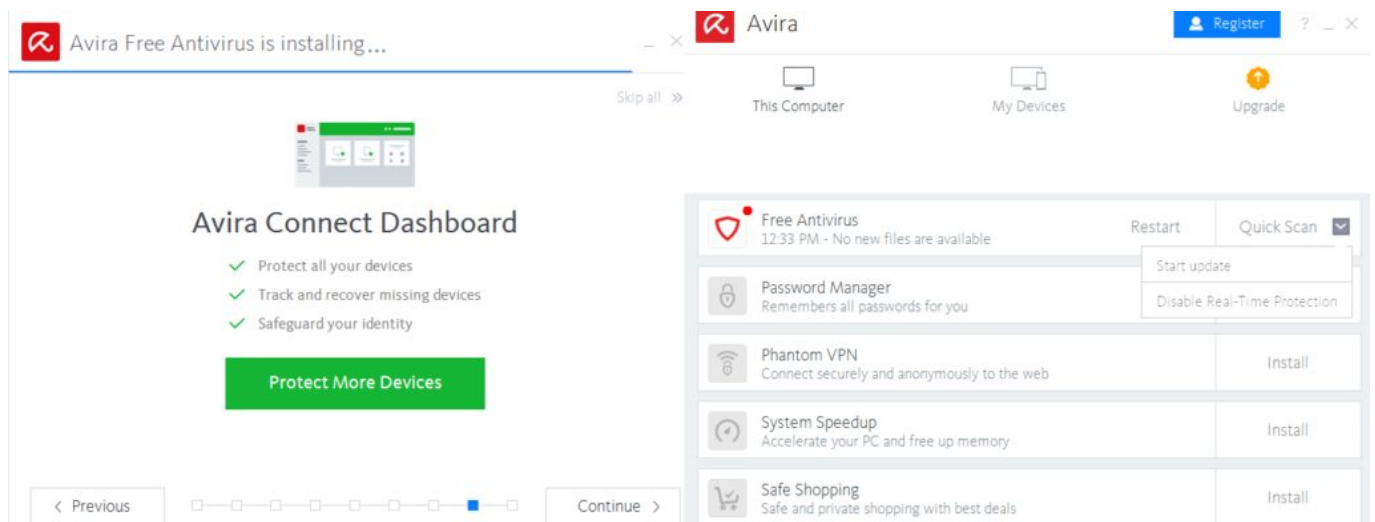 Avira Free Antivirus is installing...
Skip all »
Avira Connect Dashboard
Protect all your devices
Track and recover missing devices
Safeguard your identity
Protect More Devices
< Previous
Continue >
Avira
Register ?
This Computer
My Devices
Upgrade
Free Antivirus
12:33 PM - No new files are available
Restart
Quick Scan
Start update
Disable Real-Time Protection
Password Manager
Remembers all passwords for you
Phantom VPN
Connect securely and anonymously to the web
Install
System Speedup
Accelerate your PC and free up memory
Install
Safe Shopping
Safe and private shopping with best deals
Install